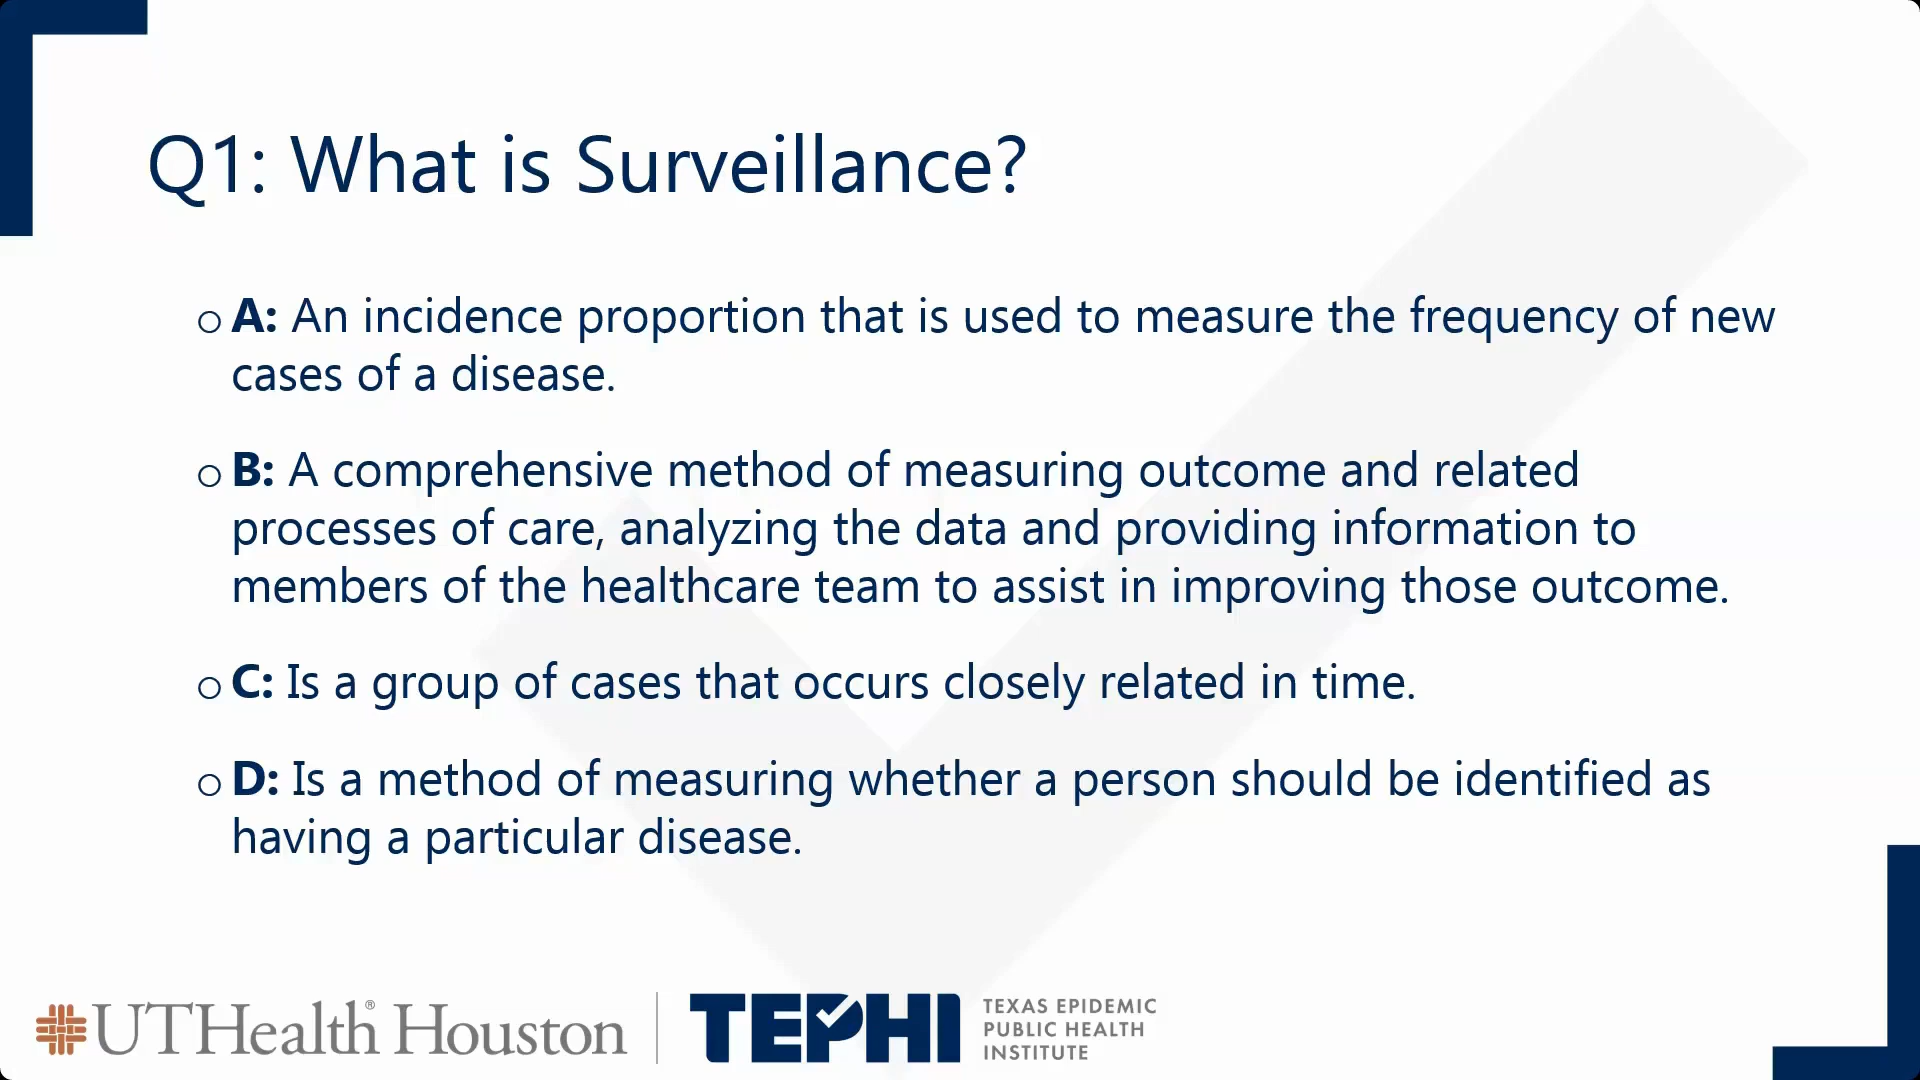 Q1: What is Surveillance?
A: An incidence proportion that is used to measure the frequency of new
cases of a disease.
B: A comprehensive method of measuring outcome and related
processes of care, analyzing the data and providing information to
members of the healthcare team to assist in improving those outcome.
C: Is a group of cases that occurs closely related in time.
D: Is a method of measuring whether a person should be identified as
having a particular disease.
UTHealth® Houston
TEPHI
TEXAS EPIDEMIC
PUBLIC HEALTH
INSTITUTE